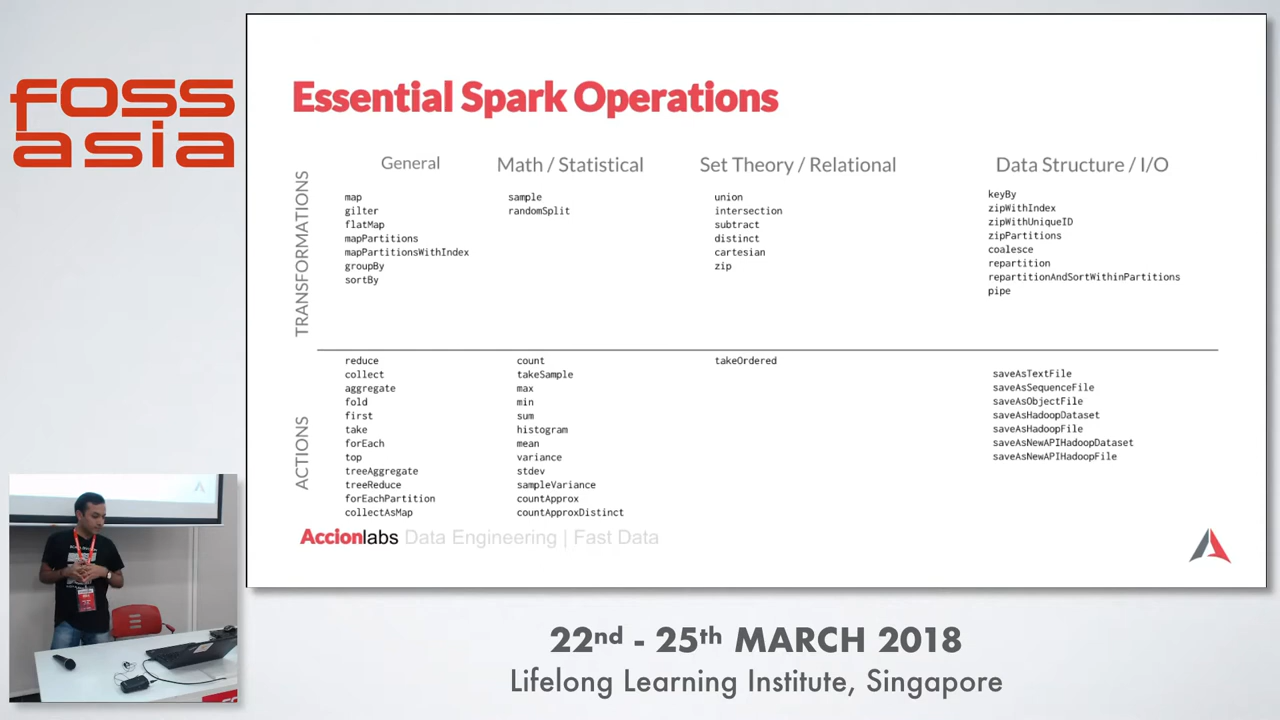 foss
asia
Essential Spark Operations
General
Math / Statistical
Set Theory / Relational
Data Structure / I/O
TRANSFORMATIONS
map
gilter
flatMap
mapPartitions
mapPartitionsWithIndex
groupBy
sortBy
sample
randomSplit
union
intersection
subtract
distinct
cartesian
zip
keyBy
zipWithIndex
zipWithUniqueID
zipPartitions
coalesce
repartition
repartitionAndSortWithinPartitions
pipe
ACTIONS
reduce
collect
aggregate
fold
first
take
forEach
top
treeAggregate
treeReduce
forEachPartition
collectAsMap
count
takeSample
max
min
sum
histogram
mean
variance
stdev
sampleVariance
countApprox
countApproxDistinct
takeOrdered
saveAsTextFile
saveAsSequenceFile
saveAsObjectFile
saveAsHadoopDataset
saveAsHadoopFile
saveAsNewAPIHadoopDataset
saveAsNewAPIHadoopFile
Accionlabs Data Engineering | Fast Data
22nd - 25th MARCH 2018
Lifelong Learning Institute, Singapore